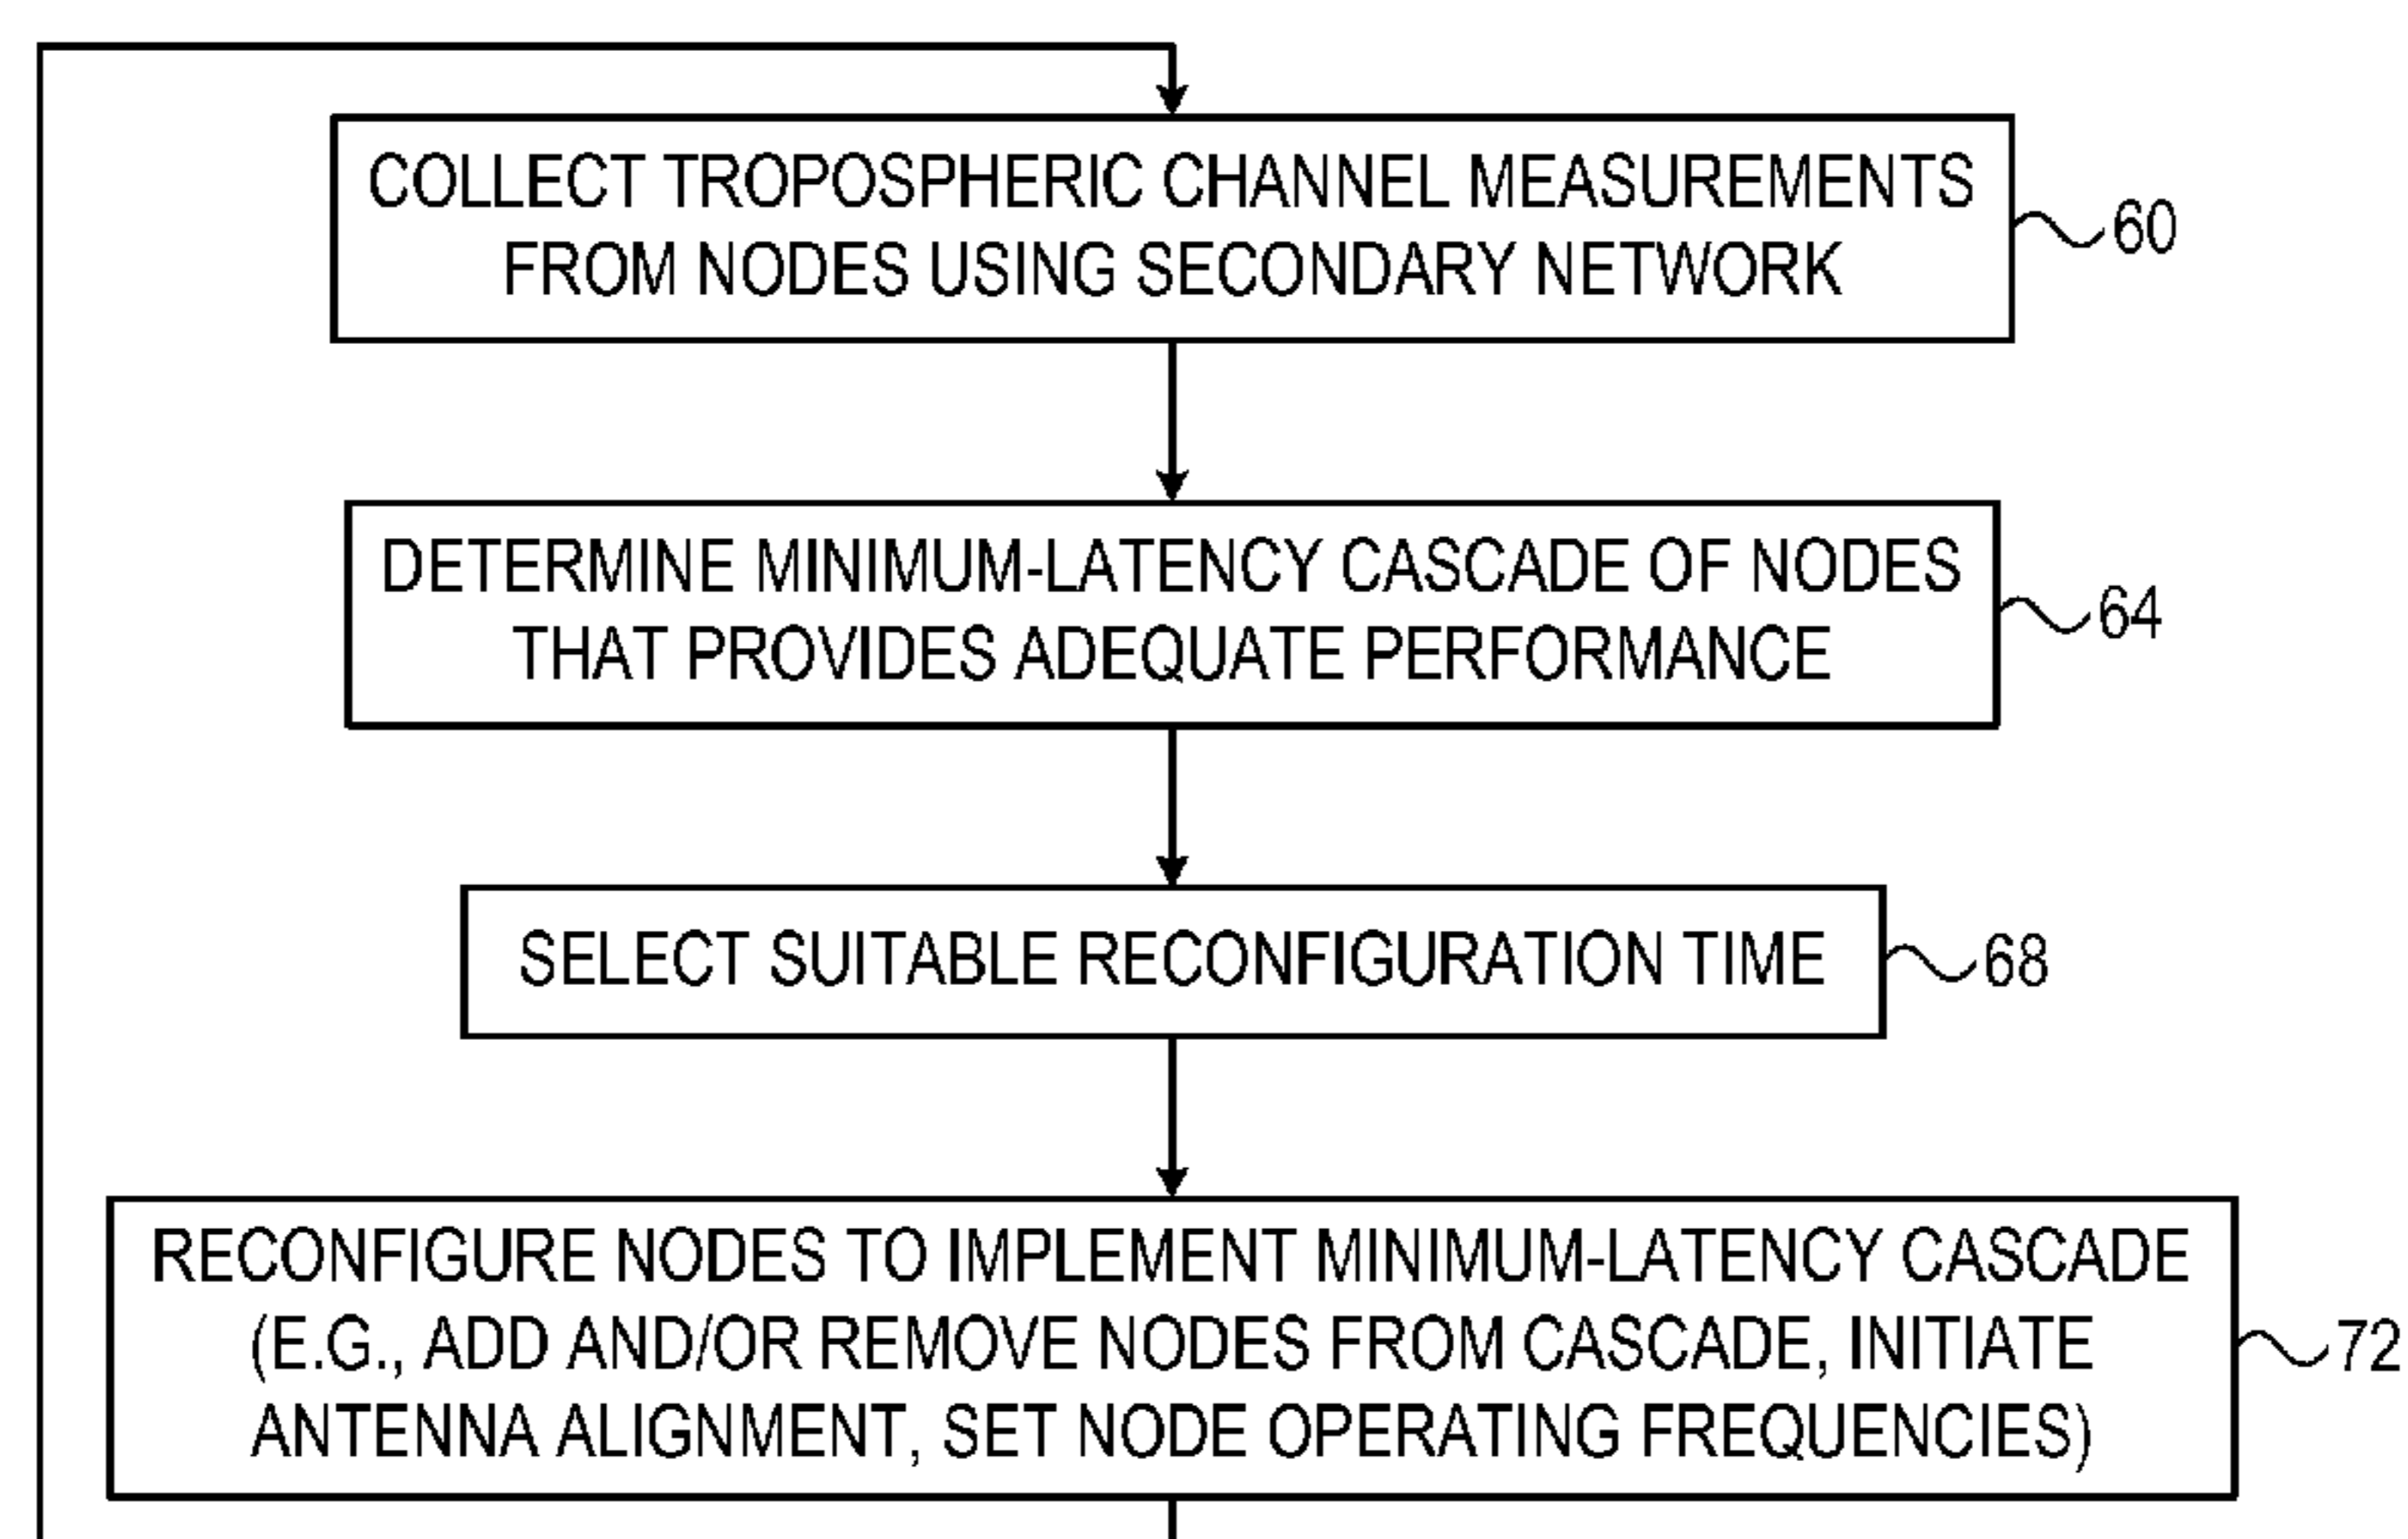 COLLECT TROPOSPHERIC CHANNEL MEASUREMENTS
FROM NODES USING SECONDARY NETWORK
60
DETERMINE MINIMUM-LATENCY CASCADE OF NODES
THAT PROVIDES ADEQUATE PERFORMANCE
64
SELECT SUITABLE RECONFIGURATION TIME
68
RECONFIGURE NODES TO IMPLEMENT MINIMUM-LATENCY CASCADE
(E.G., ADD AND/OR REMOVE NODES FROM CASCADE, INITIATE
ANTENNA ALIGNMENT, SET NODE OPERATING FREQUENCIES)
72